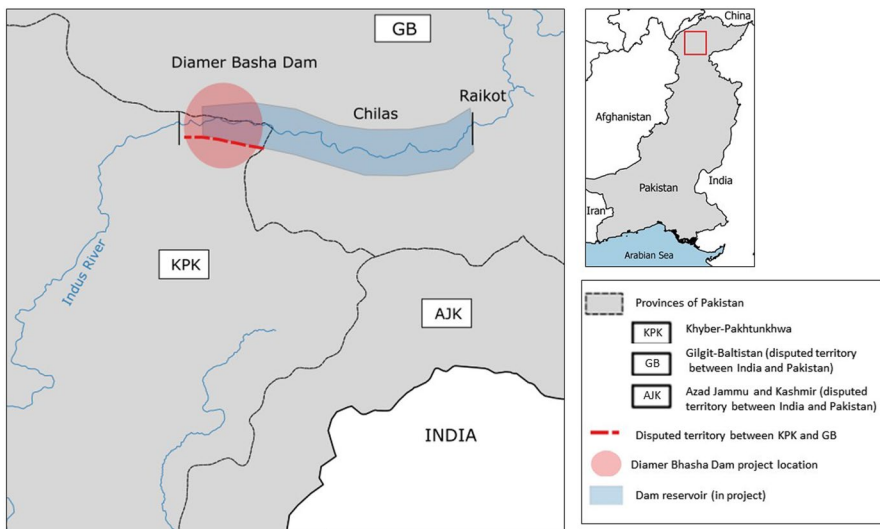 GB
Diamer Basha Dam
Chilas
Raikot
Indus River
KPK
AJK
INDIA
China
Afghanistan
Pakistan
India
Iran
Arabian Sea
Provinces of Pakistan
KPK Khyber-Pakhtunkhwa
GB Gilgit-Baltistan (disputed territory
between India and Pakistan)
AJK Azad Jammu and Kashmir (disputed
territory between India and Pakistan)
Disputed territory between KPK and GB
Diamer Bhasha Dam project location
Dam reservoir (in project)